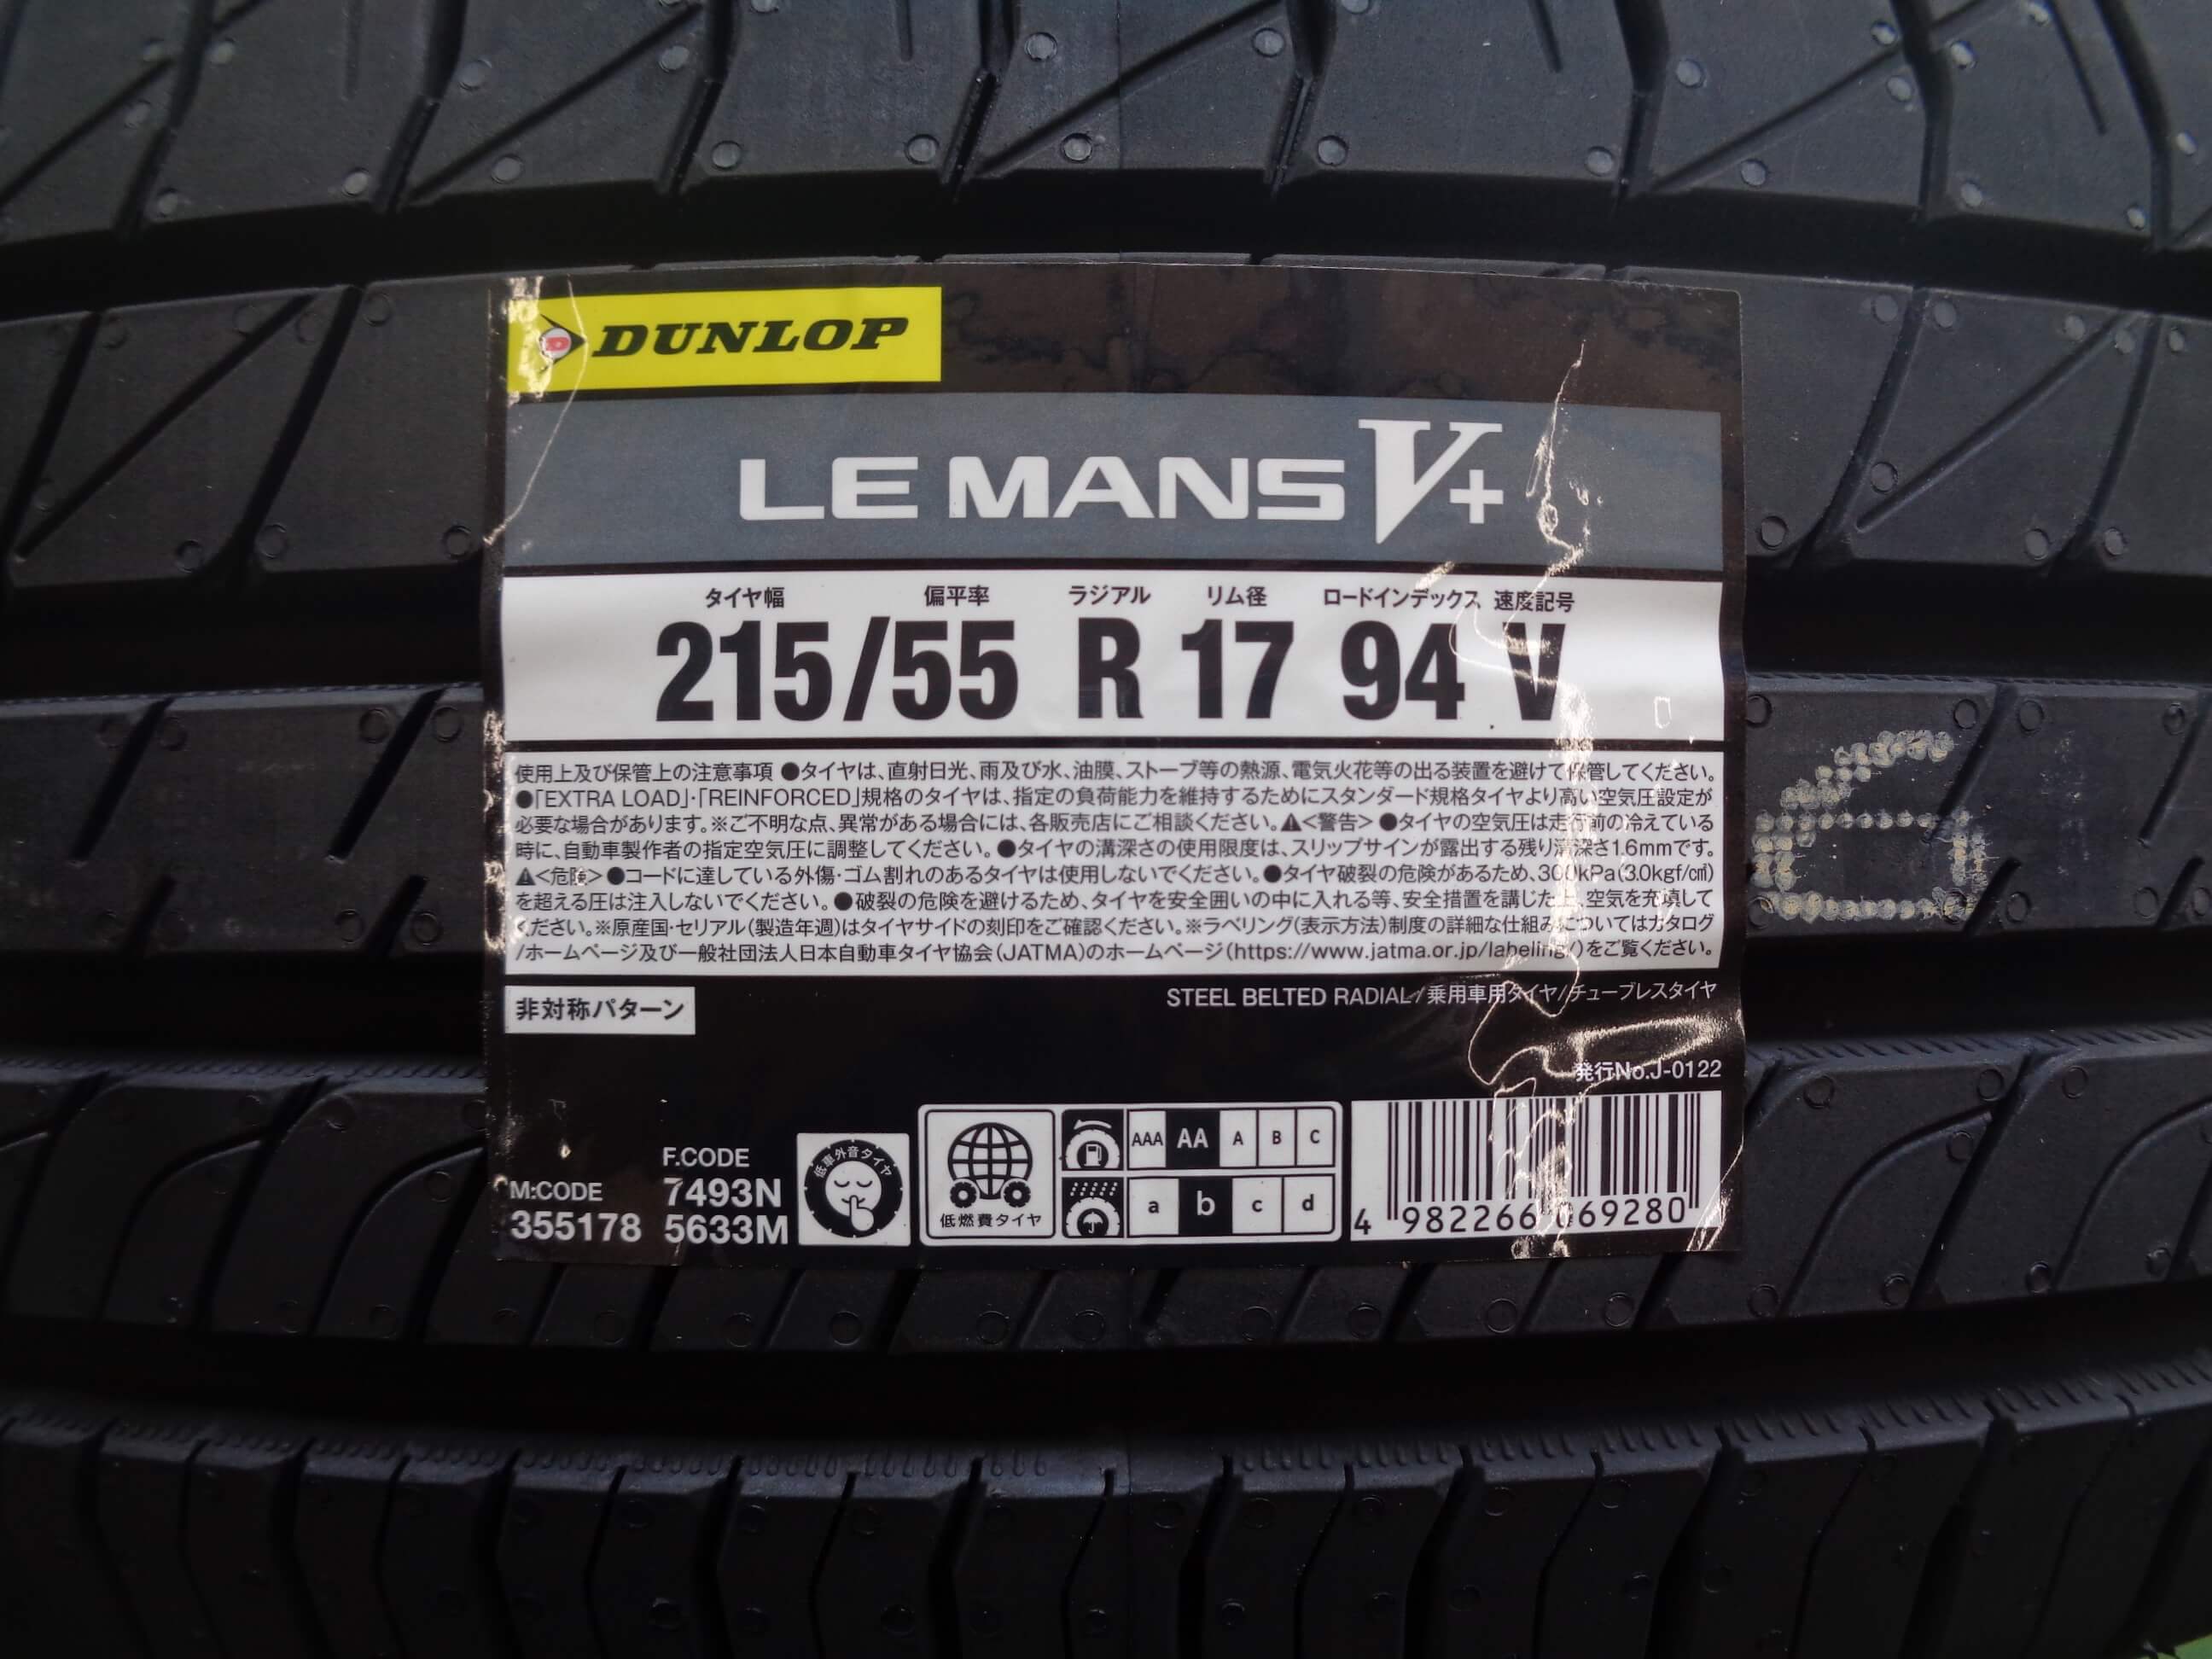 DUNLOP
LE MANS V+
タイヤ幅 偏平率 ラジアル リム径 ロードインデックス 速度記号
215/55 R 17 94 V
使用上及び保管上の注意事項 ●タイヤは、直射日光、雨及び水、油膜、ストーブ等の熱源、電気火花等の出る装置を避けて保管してください。
●「EXTRA LOAD」・「REINFORCED」規格のタイヤは、指定の負荷能力を維持するためにスタンダード規格タイヤより高い空気圧設定が
必要な場合があります。※ご不明な点、異常がある場合には、各販売店にご相談ください。⚠<警告> ●タイヤの空気圧は走行前の冷えている
時に、自動車製作者の指定空気圧に調整してください。●タイヤの溝深さの使用限度は、スリップサインが露出する残り溝深さ1.6mmです。
⚠<危険> ●コードに達している外傷・ゴム割れのあるタイヤは使用しないでください。●タイヤ破裂の危険があるため、300kPa(3.0kgf/c㎡)
を超える圧は注入しないでください。●破裂の危険を避けるため、タイヤを安全囲いの中に入れる等、安全措置を講じた上、空気を充填して
ください。※原産国・セリアル(製造年週)はタイヤサイドの刻印をご確認ください。※ラベリング(表示方法)制度の詳細な仕組みについてはカタログ
/ホームページ及び一般社団法人日本自動車タイヤ協会(JATMA)のホームページ(https://www.jatma.or.jp/labeling/)をご覧ください。
非対称パターン
STEEL BELTED RADIAL/乗用車用タイヤ/チューブレスタイヤ
発行No.J-0122
M:CODE
355178
F.CODE
7493N
5633M
低車外音タイヤ
低燃費タイヤ
AAA AA A B C
a b c d
4 982266 069280
6